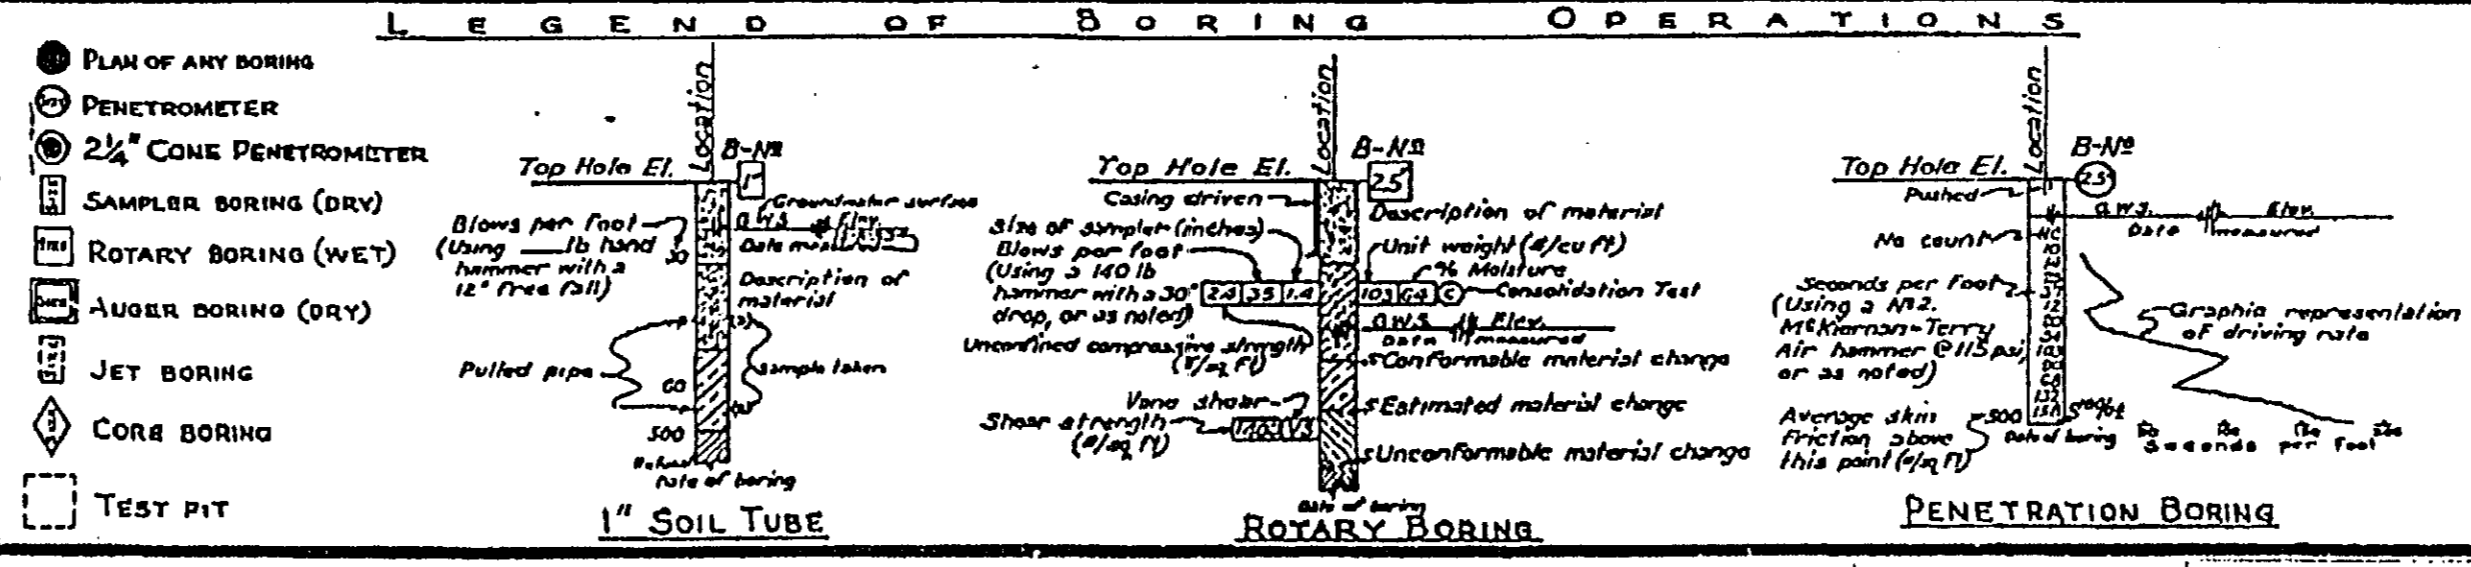 LEGEND OF BORING OPERATIONS
PLAN OF ANY BORING
PENETROMETER
2¼" CONE PENETROMETER
SAMPLER BORING (DRY)
ROTARY BORING (WET)
AUGER BORING (DRY)
JET BORING
CORE BORING
TEST PIT
Location
B-No
Top Hole El.
1"
Groundwater surface
G.W.S. Elev.
Date measured
Blows per foot
(Using ___lb hand
hammer with a
12" free fall)
30
Description of
material
Pulled pipe
60
Sample taken
500
Refusal
Date of boring
1" SOIL TUBE
Location
B-No
Top Hole El.
2.5
Casing driven
Description of material
Size of sampler (inches)
Blows per foot
(Using a 140 lb
hammer with a 30"
drop, or as noted)
Unit weight (#/cu ft)
% Moisture
2.4 35 1.4
103 64 C
Consolidation Test
G.W.S. Elev.
Date measured
Unconfined compressive strength
(T/sq ft)
Conformable material change
Estimated material change
Vane shear
Shear strength
(#/sq ft)
Unconformable material change
Date of boring
ROTARY BORING
Location
B-No
Top Hole El.
2.5
Pushed
G.W.S. Elev.
Date measured
No count
NC
Seconds per foot
(Using a No 2.
McKiernan-Terry
Air hammer @ 115 psi,
or as noted)
Graphic representation
of driving rate
132
Average skin
friction above
this point (#/sq ft)
500
Date of boring
Seconds per foot
PENETRATION BORING